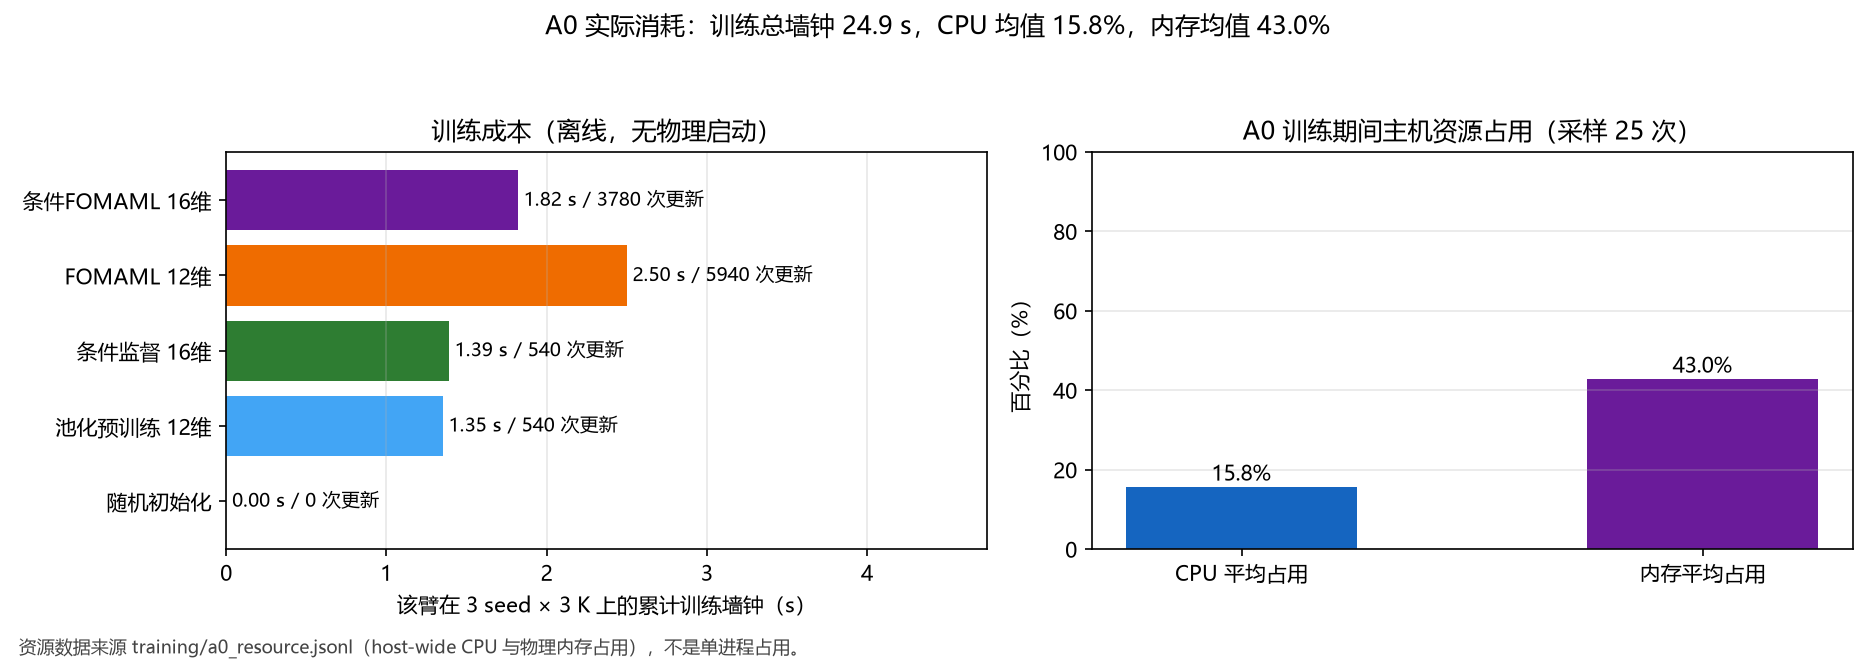 A0 实际消耗：训练总墙钟 24.9 s，CPU 均值 15.8%，内存均值 43.0%
训练成本（离线，无物理启动）
条件FOMAML 16维
1.82 s / 3780 次更新
FOMAML 12维
2.50 s / 5940 次更新
条件监督 16维
1.39 s / 540 次更新
池化预训练 12维
1.35 s / 540 次更新
随机初始化
0.00 s / 0 次更新
0 1 2 3 4
该臂在 3 seed × 3 K 上的累计训练墙钟（s）
A0 训练期间主机资源占用（采样 25 次）
百分比（%）
100
80
60
40
20
0
15.8%
43.0%
CPU 平均占用
内存平均占用
资源数据来源 training/a0_resource.jsonl（host-wide CPU 与物理内存占用），不是单进程占用。